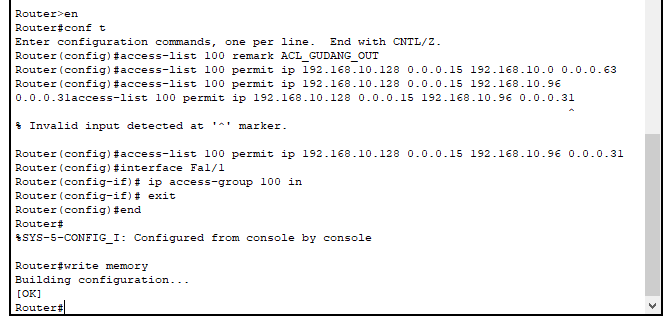 Router>en
Router#conf t
Enter configuration commands, one per line.  End with CNTL/Z.
Router(config)#access-list 100 remark ACL_GUDANG_OUT
Router(config)#access-list 100 permit ip 192.168.10.128 0.0.0.15 192.168.10.0 0.0.0.63
Router(config)#access-list 100 permit ip 192.168.10.128 0.0.0.15 192.168.10.96
0.0.0.31access-list 100 permit ip 192.168.10.128 0.0.0.15 192.168.10.96 0.0.0.31
^
% Invalid input detected at '^' marker.
Router(config)#access-list 100 permit ip 192.168.10.128 0.0.0.15 192.168.10.96 0.0.0.31
Router(config)#interface Fa1/1
Router(config-if)# ip access-group 100 in
Router(config-if)# exit
Router(config)#end
Router#
%SYS-5-CONFIG_I: Configured from console by console
Router#write memory
Building configuration...
[OK]
Router#